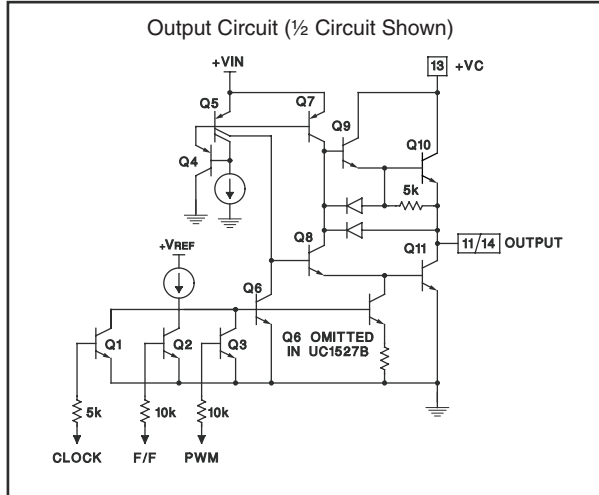 Output Circuit (½ Circuit Shown)
+VIN
13 +VC
Q5
Q7
Q9
Q10
Q4
5k
Q8
Q11
11/14 OUTPUT
+VREF
Q6
Q1
Q2
Q3
Q6 OMITTED
IN UC1527B
5k
10k
10k
CLOCK
F/F
PWM